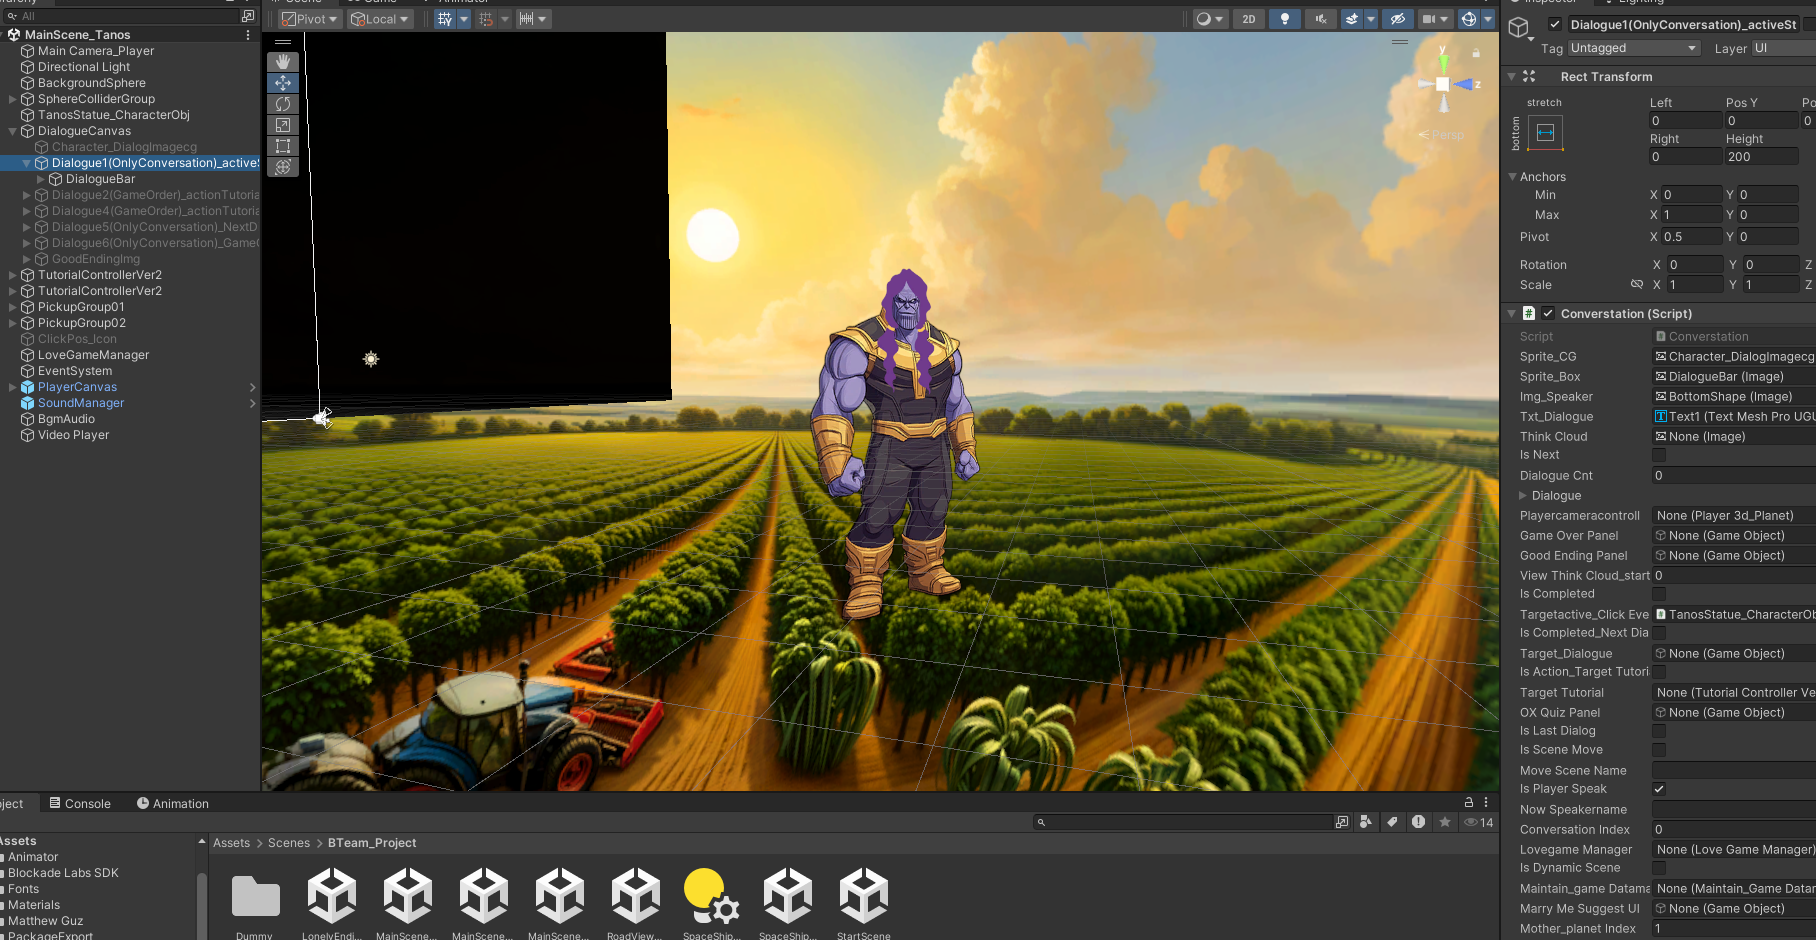 All
Pivot
Local
2D
Inspector
Lighting
MainScene_Tanos
Main Camera_Player
Directional Light
BackgroundSphere
SphereColliderGroup
TanosStatue_CharacterObj
DialogueCanvas
Character_DialogImagecg
Dialogue1(OnlyConversation)_activeS
DialogueBar
Dialogue2(GameOrder)_actionTutoria
Dialogue4(GameOrder)_actionTutoria
Dialogue5(OnlyConversation)_NextD
Dialogue6(OnlyConversation)_Game
GoodEndingImg
TutorialControllerVer2
TutorialControllerVer2
PickupGroup01
PickupGroup02
ClickPos_Icon
LoveGameManager
EventSystem
PlayerCanvas
SoundManager
BgmAudio
Video Player
y
z
Persp
Dialogue1(OnlyConversation)_activeSt
Tag Untagged Layer UI
Rect Transform
stretch
bottom
Left Pos Y Po
0 0 0
Right Height
0 200
Anchors
Min X 0 Y 0
Max X 1 Y 0
Pivot X 0.5 Y 0
Rotation X 0 Y 0 Z
Scale X 1 Y 1 Z
# Converstation (Script)
Script Converstation
Sprite_CG Character_DialogImagecg
Sprite_Box DialogueBar (Image)
Img_Speaker BottomShape (Image)
Txt_Dialogue Text1 (Text Mesh Pro UGU
Think Cloud None (Image)
Is Next
Dialogue Cnt 0
Dialogue
Playercameracontroll None (Player 3d_Planet)
Game Over Panel None (Game Object)
Good Ending Panel None (Game Object)
View Think Cloud_start 0
Is Completed
Targetactive_Click Eve TanosStatue_CharacterOb
Is Completed_Next Dia
Target_Dialogue None (Game Object)
Is Action_Target Tutori
Target Tutorial None (Tutorial Controller Ve
OX Quiz Panel None (Game Object)
Is Last Dialog
Is Scene Move
Move Scene Name
Is Player Speak
Now Speakername
Conversation Index 0
Lovegame Manager None (Love Game Manager)
Is Dynamic Scene
Maintain_game Datama None (Maintain_Game Datam
Marry Me Suggest UI None (Game Object)
Mother_planet Index 1
ject Console Animation
14
Assets
Animator
Blockade Labs SDK
Fonts
Materials
Matthew Guz
PackageExport
Assets > Scenes > BTeam_Project
Dummy LonelyEndi... MainScene... MainScene... MainScene... RoadView... SpaceShip... SpaceShip... StartScene